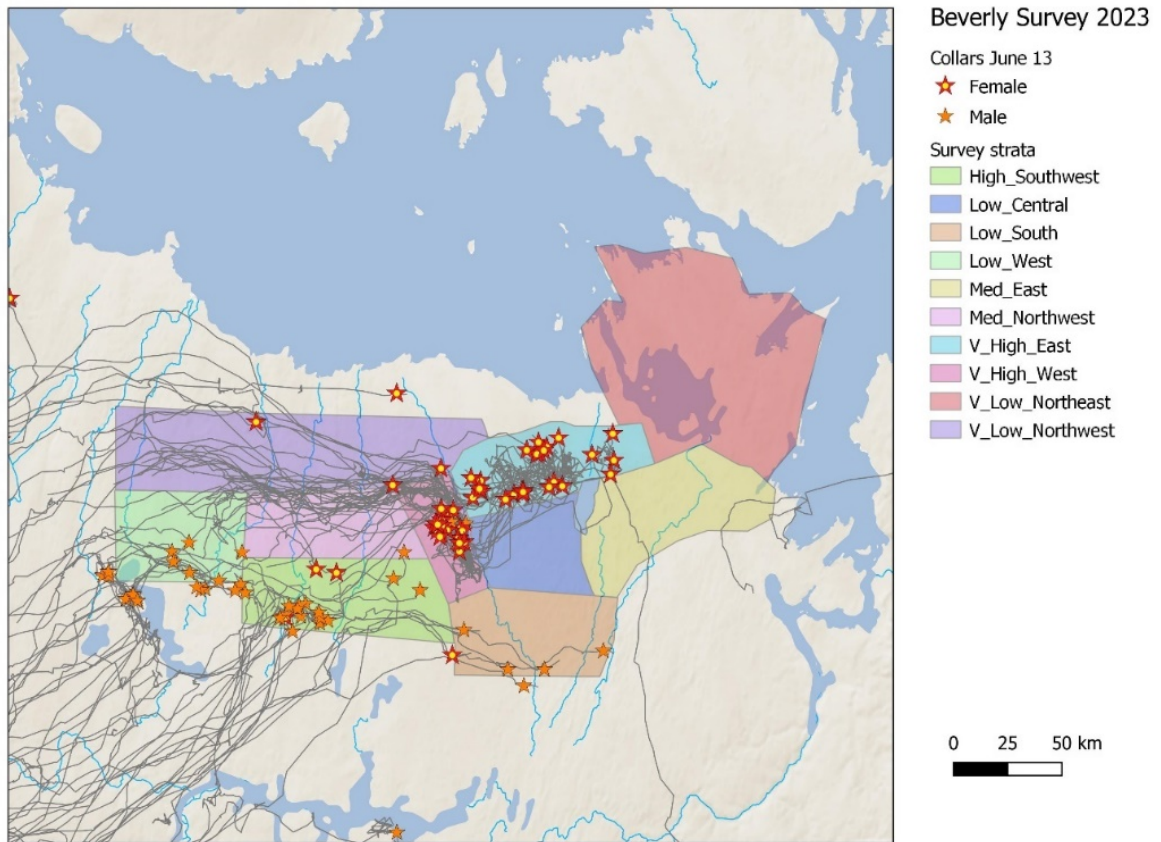 Beverly Survey 2023
Collars June 13
Female
Male
Survey strata
High_Southwest
Low_Central
Low_South
Low_West
Med_East
Med_Northwest
V_High_East
V_High_West
V_Low_Northeast
V_Low_Northwest
0 25 50 km